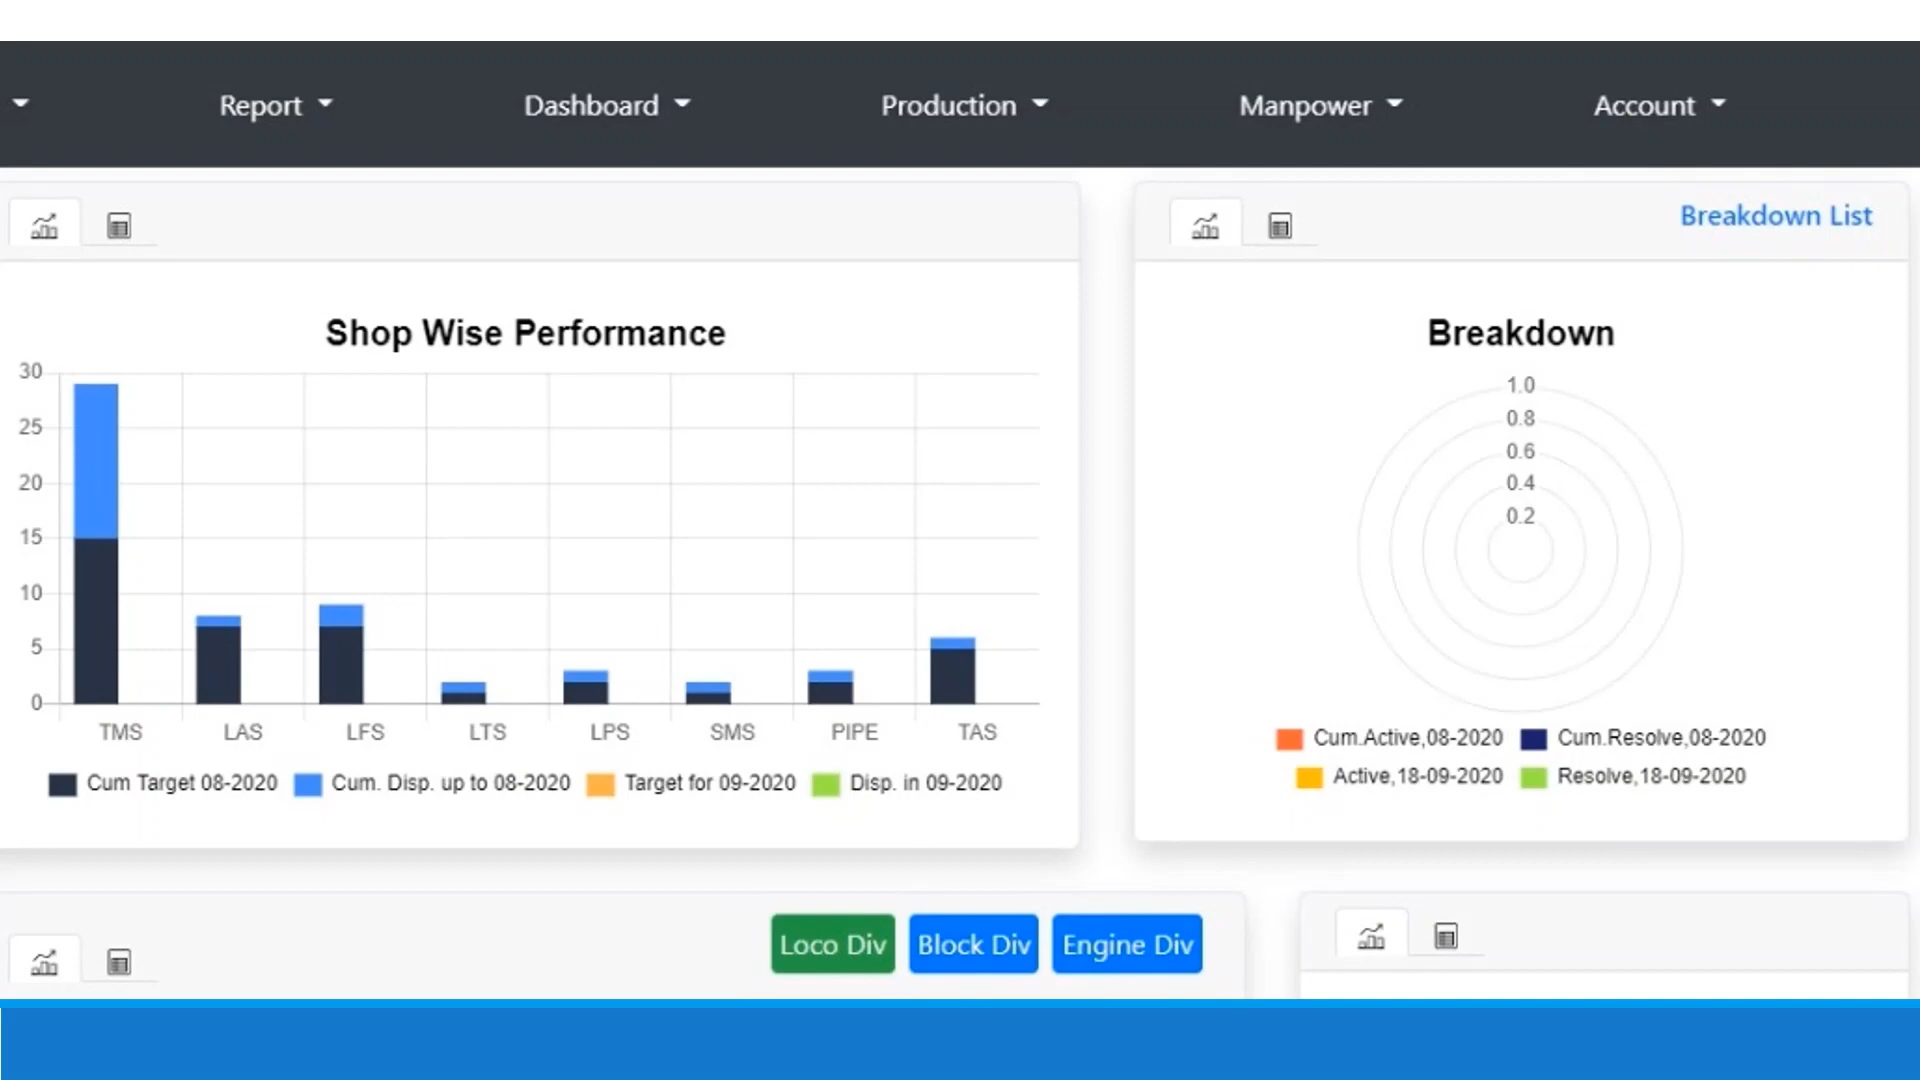 Report Dashboard Production Manpower Account
Breakdown List
Shop Wise Performance
30
25
20
15
10
5
0
TMS LAS LFS LTS LPS SMS PIPE TAS
Cum Target 08-2020 Cum. Disp. up to 08-2020 Target for 09-2020 Disp. in 09-2020
Breakdown
1.0
0.8
0.6
0.4
0.2
Cum.Active,08-2020 Cum.Resolve,08-2020
Active,18-09-2020 Resolve,18-09-2020
Loco Div Block Div Engine Div